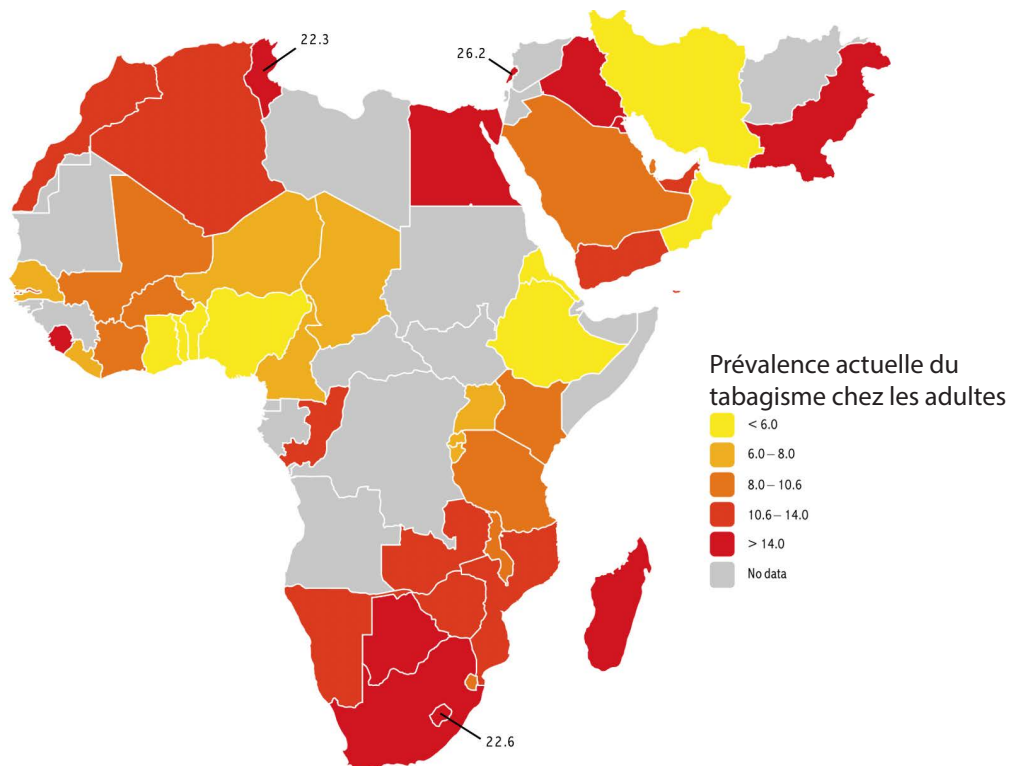 22.3
26.2
Prévalence actuelle du
tabagisme chez les adultes
< 6.0
6.0 – 8.0
8.0 – 10.6
10.6 – 14.0
> 14.0
No data
22.6